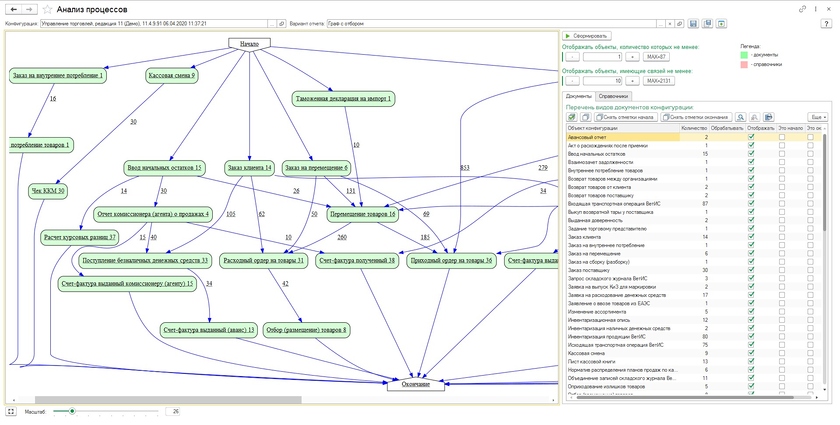 Анализ процессов
Конфигурация: Управление торговлей, редакция 11 (Демо), 11.4.9.91 06.04.2020 11:37:21
Вариант отчета: Граф с отбором
Начало
Заказ на внутреннее потребление 1
Кассовая смена 9
Таможенная декларация на импорт 1
16
30
10
потребление товаров 1
853
279
Ввод начальных остатков 15
Заказ клиента 14
Заказ на перемещение 6
Чек ККМ 30
14
30
26
131
34
Отчет комиссионера (агента) о продажах 4
105
62
50
Перемещение товаров 16
69
Расчет курсовых разниц 37
15
40
10
260
185
Поступление безналичных денежных средств 33
Расходный ордер на товары 31
Счет-фактура полученный 38
Приходный ордер на товары 36
Счет-фактура выда
Счет-фактура выданный комиссионеру (агенту) 15
34
42
Счет-фактура выданный (аванс) 13
Отбор (размещение) товаров 8
Окончание
Масштаб:
26
Сформировать
Отображать объекты, количество которых не менее:
- 1 + MAX=87
Отображать объекты, имеющие связей не менее:
- 10 + MAX=2131
Легенда
- документы
- справочники
Документы Справочники
Перечень видов документов конфигурации:
Снять отметки начала Снять отметки окончания Еще
Объект конфигурации Количество Обрабатывать Отображать Это начало Это ок
Авансовый отчет 2
Акт о расхождениях после приемки 1
Ввод начальных остатков 15
Взаимозачет задолженности 1
Внутреннее потребление товаров 1
Возврат товаров между организациями 1
Возврат товаров от клиента 2
Возврат товаров поставщику 2
Входящая транспортная операция ВетИС 87
Выкуп возвратной тары у поставщика 1
Выданная доверенность 2
Задание торговому представителю 1
Заказ клиента 14
Заказ на внутреннее потребление 1
Заказ на перемещение 6
Заказ на сборку (разборку) 1
Заказ поставщику 30
Запрос складского журнала ВетИС 3
Заявка на выпуск КиЗ для маркировки 2
Заявка на расходование денежных средств 17
Заявление о ввозе товаров из ЕАЭС 1
Изменение ассортимента 5
Инвентаризационная опись 12
Инвентаризация наличных денежных средств 2
Инвентаризация продукции ВетИС 80
Исходящая транспортная операция ВетИС 75
Кассовая смена 9
Лист кассовой книги 13
Норматив распределения планов продаж по ка... 6
Объединение записей складского журнала Ве... 11
Оприходование излишков товаров 5